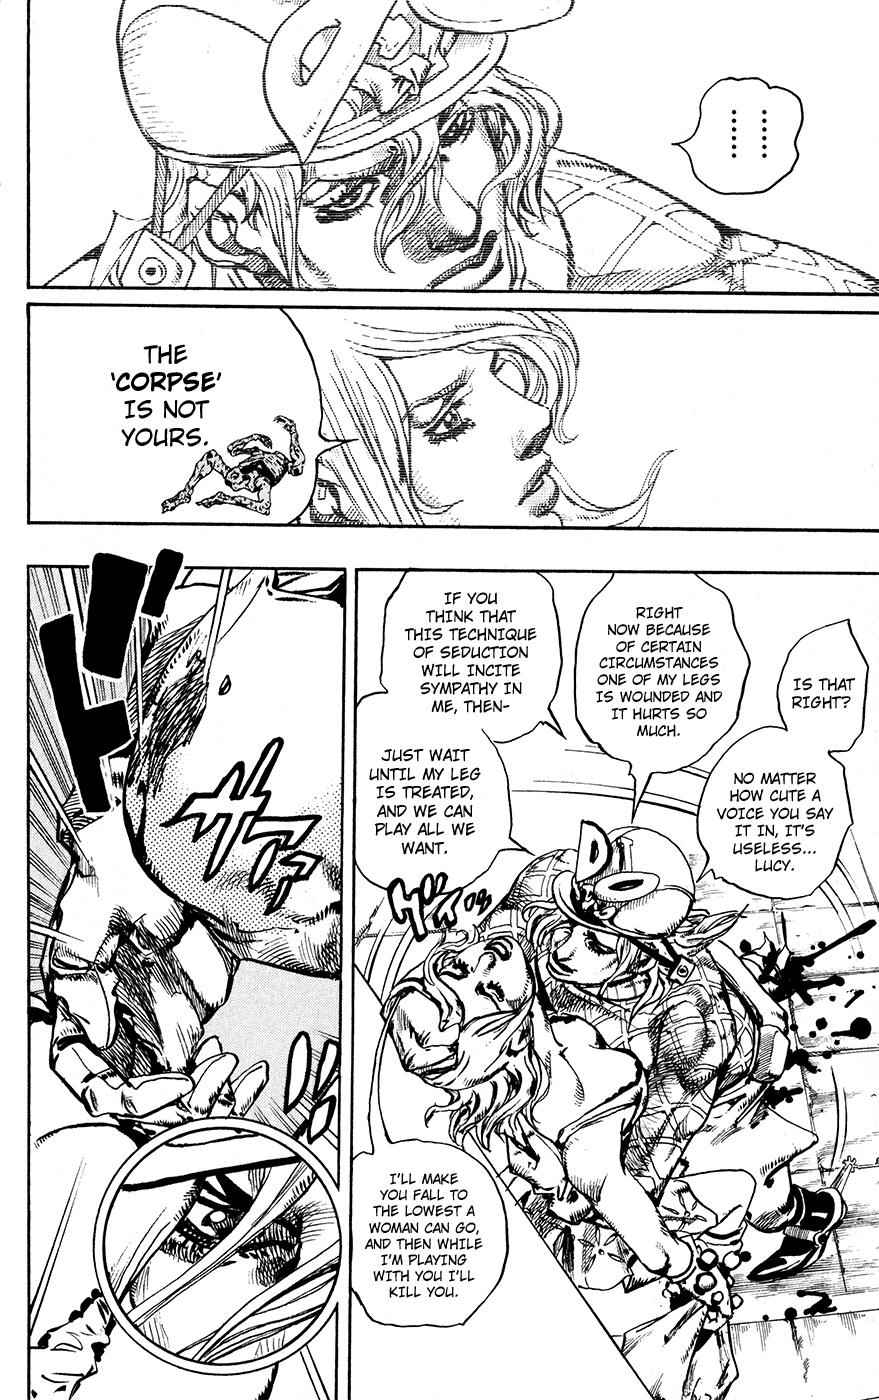 ......
THE
‘CORPSE’
IS NOT
YOURS.
IS THAT
RIGHT?
NO MATTER
HOW CUTE A
VOICE YOU SAY
IT IN, IT'S
USELESS...
LUCY.
RIGHT
NOW BECAUSE
OF CERTAIN
CIRCUMSTANCES
ONE OF MY LEGS
IS WOUNDED AND
IT HURTS SO
MUCH.
IF YOU
THINK THAT
THIS TECHNIQUE
OF SEDUCTION
WILL INCITE
SYMPATHY IN
ME, THEN-
JUST WAIT
UNTIL MY LEG
IS TREATED,
AND WE CAN
PLAY ALL WE
WANT.
I'LL MAKE
YOU FALL TO
THE LOWEST A
WOMAN CAN GO,
AND THEN WHILE
I'M PLAYING
WITH YOU I'LL
KILL YOU.